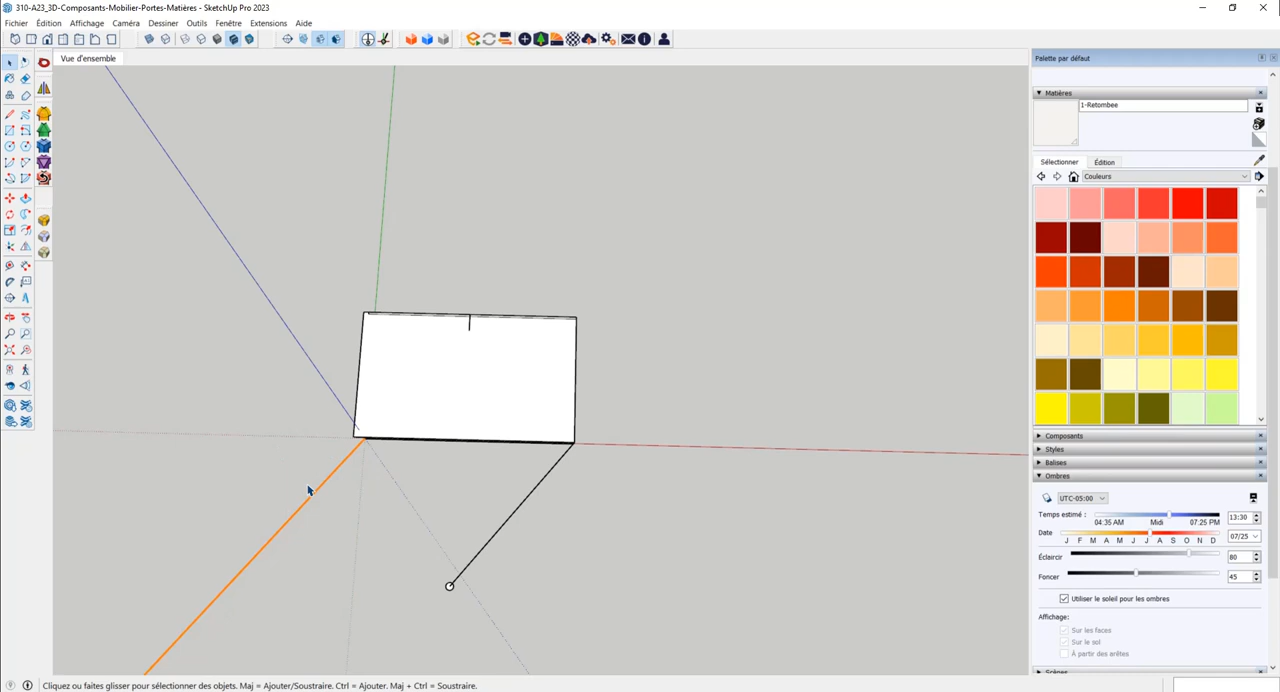 310-A23_3D-Composants-Mobilier-Portes-Matières - SketchUp Pro 2023
Fichier Édition Affichage Caméra Dessiner Outils Fenêtre Extensions Aide
Vue d'ensemble
Palette par défaut
Matières
1-Retombee
Sélectionner Édition
Couleurs
Composants
Styles
Balises
Ombres
UTC-05:00
Temps estimé : 13:30
04:35 AM Midi 07:25 PM
Date 07/25
J F M A M J J A S O N D
Éclaircir 80
Foncer 45
Utiliser le soleil pour les ombres
Affichage:
Sur les faces
Sur le sol
À partir des arêtes
Scènes
Cliquez ou faites glisser pour sélectionner des objets. Maj = Ajouter/Soustraire. Ctrl = Ajouter. Maj + Ctrl = Soustraire.